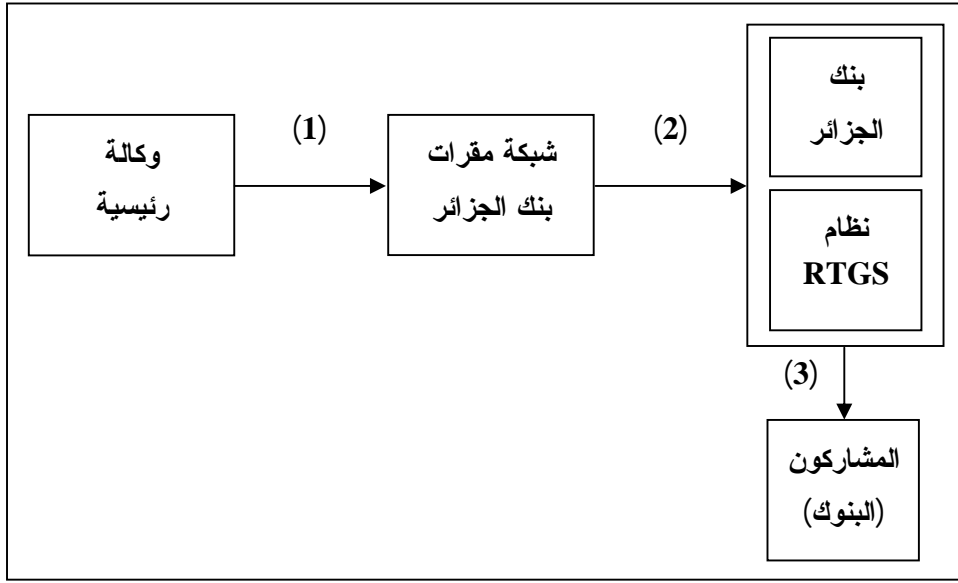 وكالة
رئيسية
(1)
شبكة مقرات
بنك الجزائر
(2)
بنك
الجزائر
نظام
RTGS
(3)
المشاركون
(البنوك)